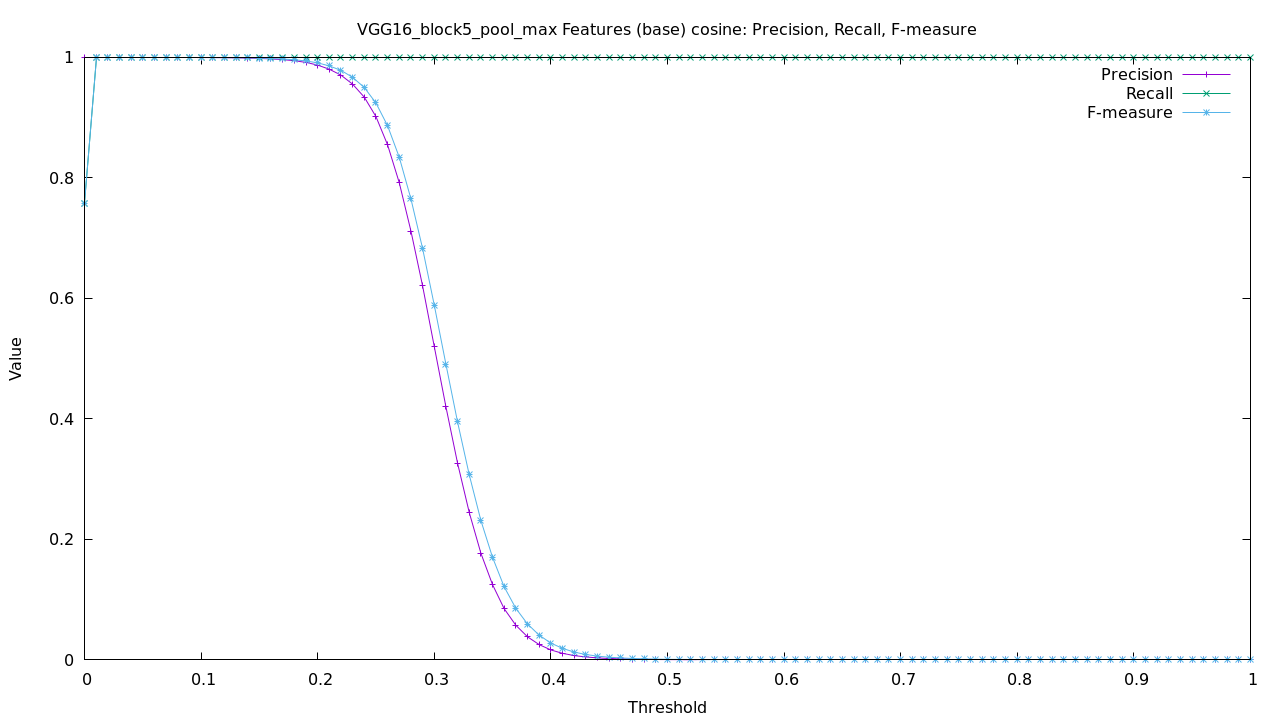 VGG16_block5_pool_max Features (base) cosine: Precision, Recall, F-measure
Precision
Recall
F-measure
1
0.8
0.6
0.4
0.2
0
Value
0 0.1 0.2 0.3 0.4 0.5 0.6 0.7 0.8 0.9 1
Threshold